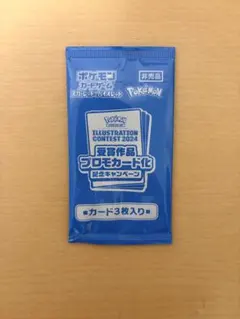 ポケモン
カードゲーム
非売品
Pokémon
ILLUSTRATION
CONTEST 2024
受賞作品
プロモカード化
記念キャンペーン
■カード3枚入り■